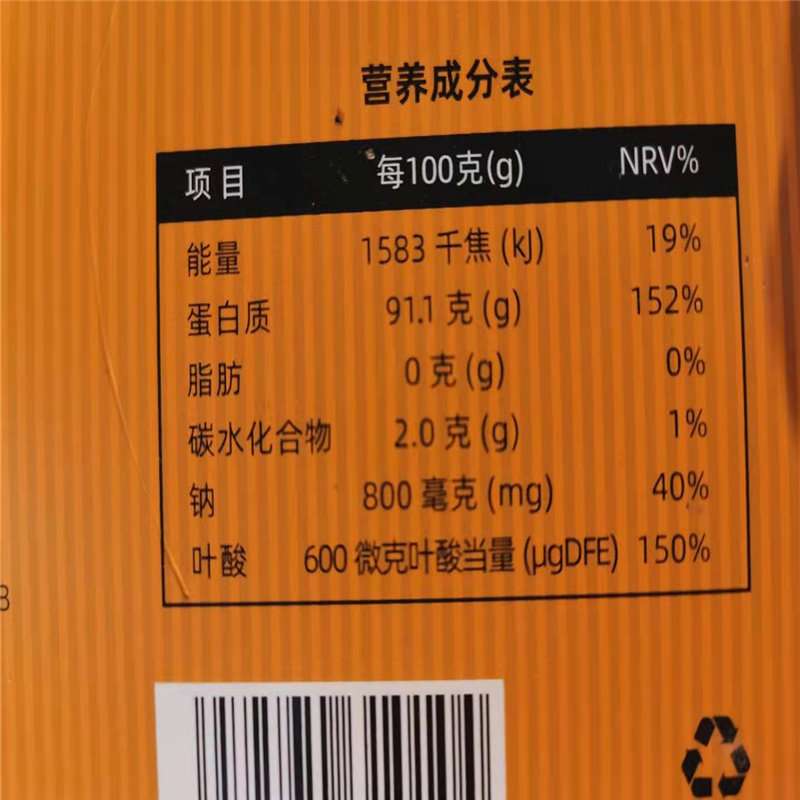 营养成分表
项目 每100克(g) NRV%
能量 1583 千焦 (kJ) 19%
蛋白质 91.1 克 (g) 152%
脂肪 0 克 (g) 0%
碳水化合物 2.0 克 (g) 1%
钠 800 毫克 (mg) 40%
叶酸 600 微克叶酸当量 (μgDFE) 150%